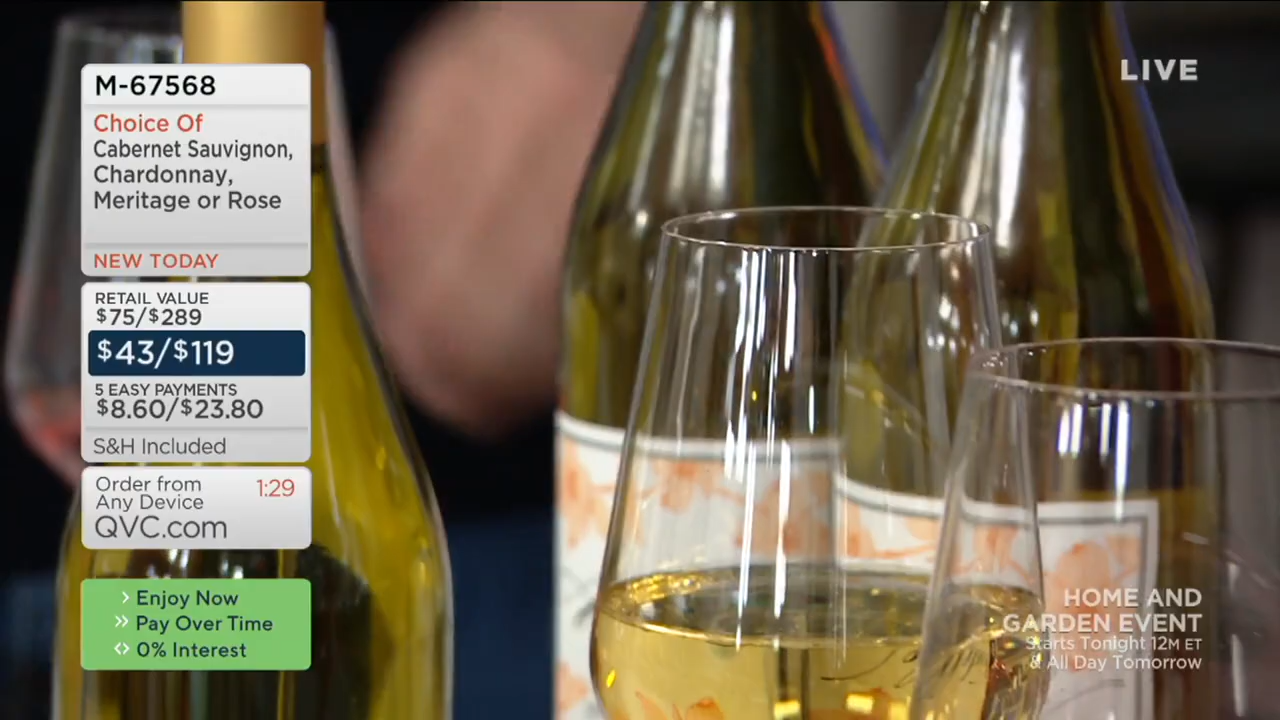 M-67568
Choice Of
Cabernet Sauvignon,
Chardonnay,
Meritage or Rose
NEW TODAY
RETAIL VALUE
$75/$289
$43/$119
5 EASY PAYMENTS
$8.60/$23.80
S&H Included
Order from
Any Device
1:29
QVC.com
› Enjoy Now
» Pay Over Time
‹› 0% Interest
LIVE
HOME AND
GARDEN EVENT
Starts Tonight 12M ET
& All Day Tomorrow